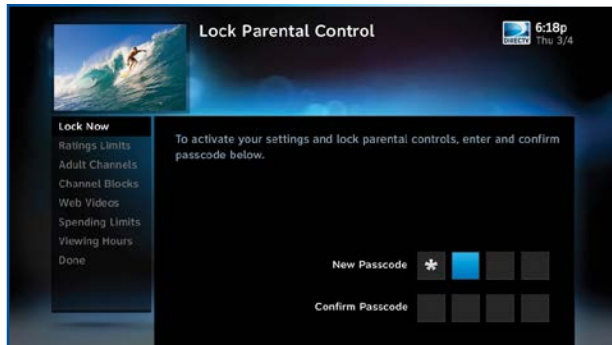 Lock Parental Control
DIRECTV
6:18p
Thu 3/4
Lock Now
Ratings Limits
Adult Channels
Channel Blocks
Web Videos
Spending Limits
Viewing Hours
Done
To activate your settings and lock parental controls, enter and confirm
passcode below.
New Passcode *
Confirm Passcode